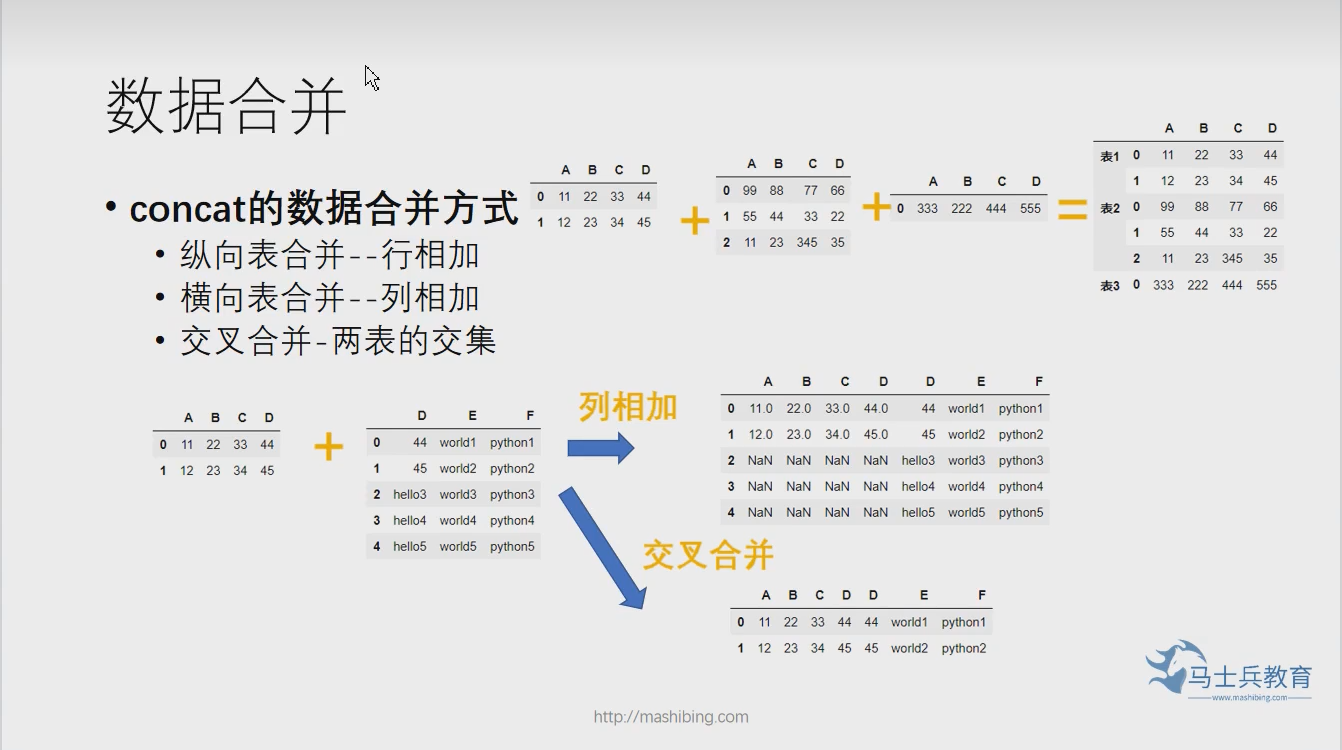 数据合并
• concat的数据合并方式
• 纵向表合并--行相加
• 横向表合并--列相加
• 交叉合并-两表的交集
A B C D
0 11 22 33 44
1 12 23 34 45
+
A B C D
0 99 88 77 66
1 55 44 33 22
2 11 23 345 35
+
A B C D
0 333 222 444 555
=
A B C D
表1 0 11 22 33 44
1 12 23 34 45
表2 0 99 88 77 66
1 55 44 33 22
2 11 23 345 35
表3 0 333 222 444 555
A B C D
0 11 22 33 44
1 12 23 34 45
+
D E F
0 44 world1 python1
1 45 world2 python2
2 hello3 world3 python3
3 hello4 world4 python4
4 hello5 world5 python5
列相加
A B C D D E F
0 11.0 22.0 33.0 44.0 44 world1 python1
1 12.0 23.0 34.0 45.0 45 world2 python2
2 NaN NaN NaN NaN hello3 world3 python3
3 NaN NaN NaN NaN hello4 world4 python4
4 NaN NaN NaN NaN hello5 world5 python5
交叉合并
A B C D D E F
0 11 22 33 44 44 world1 python1
1 12 23 34 45 45 world2 python2
马士兵教育
www.mashibing.com
http://mashibing.com